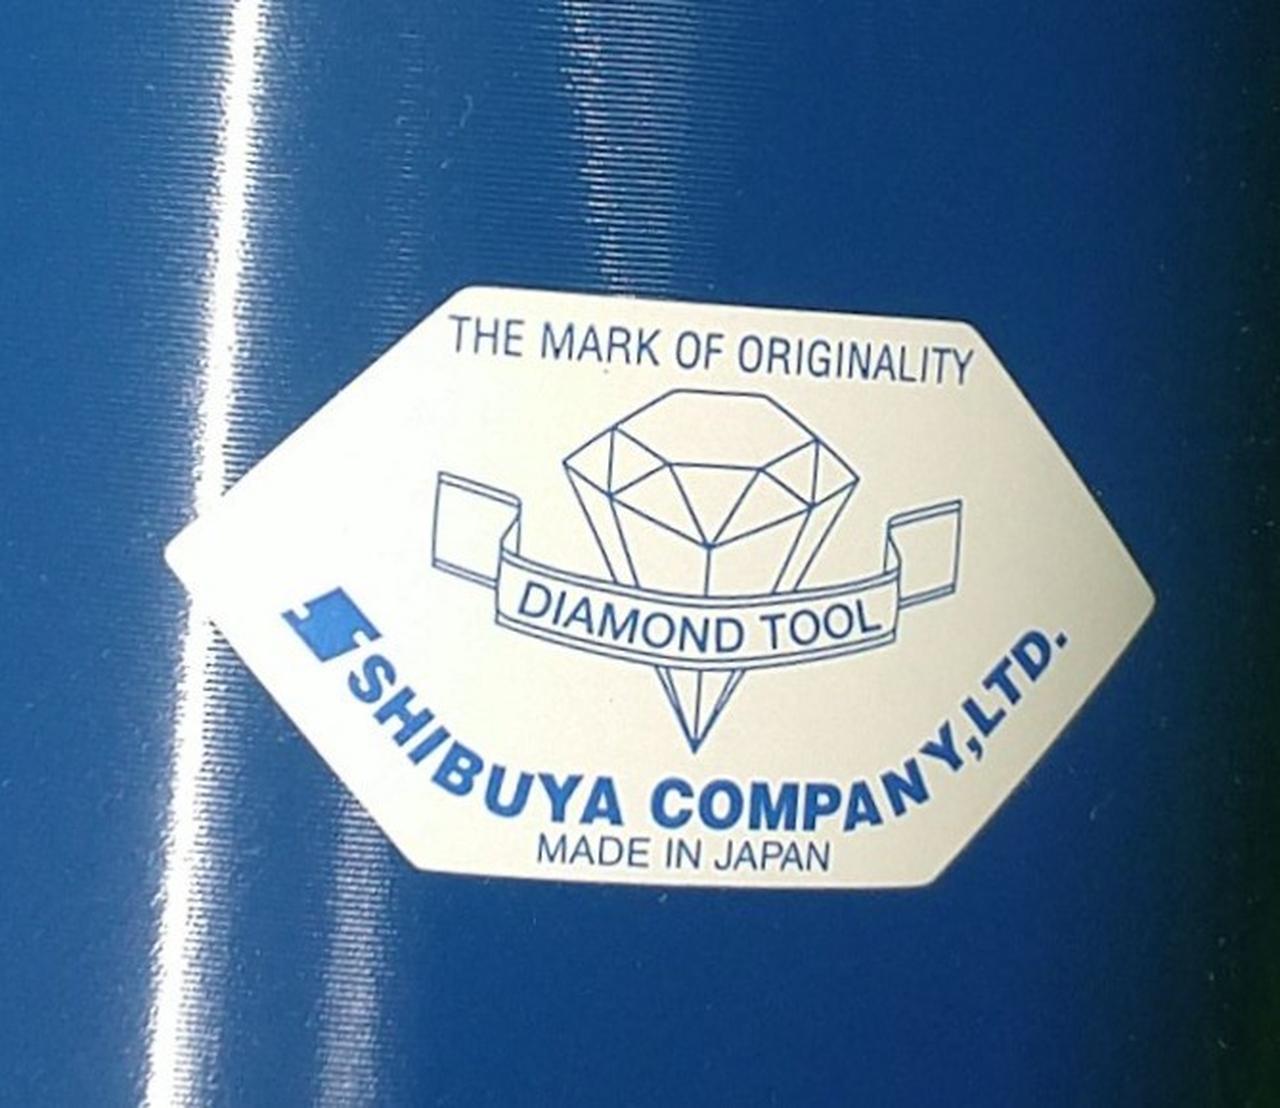 THE MARK OF ORIGINALITY
DIAMOND TOOL
SHIBUYA COMPANY,LTD.
MADE IN JAPAN